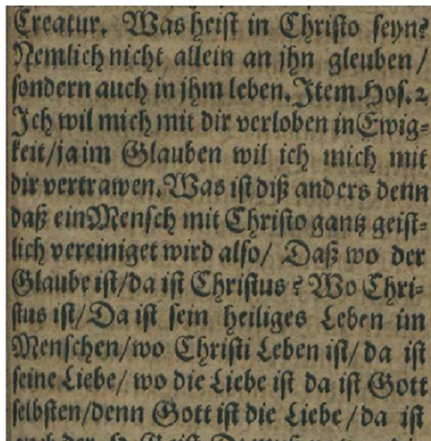 Creatur. Was heist in Christo seyn?
Nemlich nicht allein an jhn gleuben/
sondern auch in jhm leben. Item Hos. 2
Ich wil mich mit dir verloben in Ewig=
keit/ja im Glauben wil ich mich mit
dir vertrawen. Was ist diß anders denn
daß ein Mensch mit Christo gantz geist=
lich vereiniget wird also/ Daß wo der
Glaube ist/da ist Christus? Wo Chri=
stus ist/Da ist sein heiliges Leben im
Menschen/wo Christi Leben ist/ da ist
seine Liebe/ wo die Liebe ist da ist Gott
selbsten/denn Gott ist die Liebe/da ist